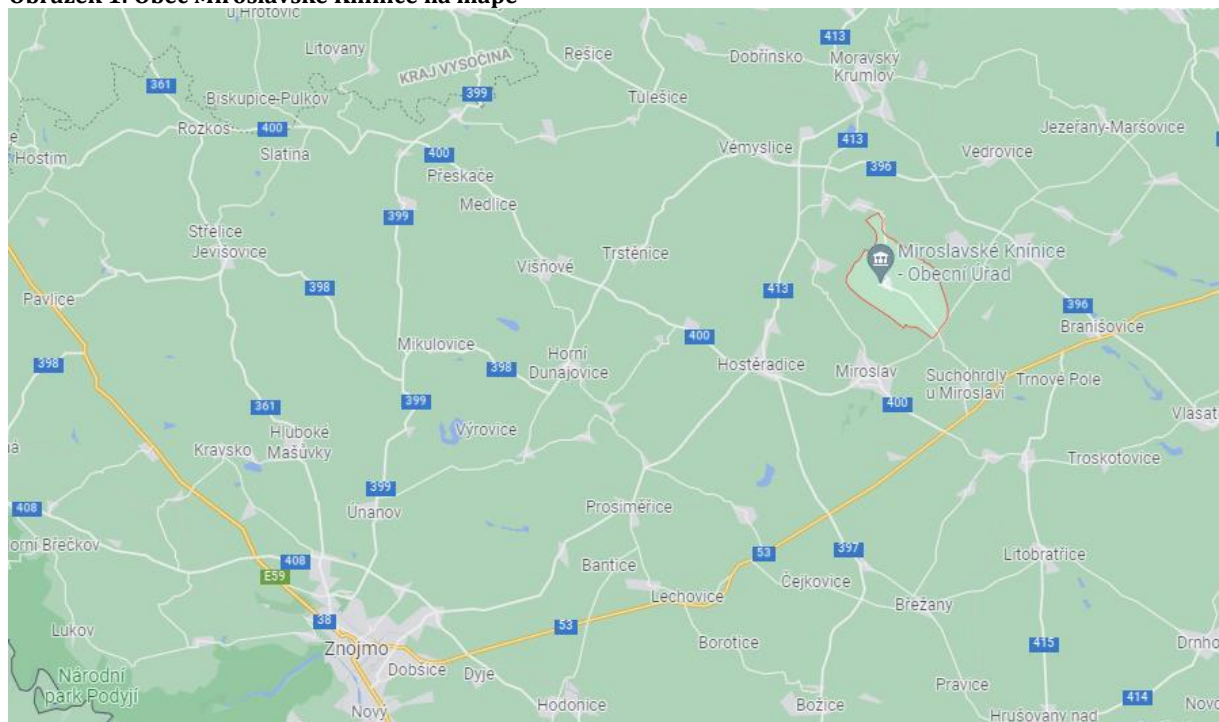 Obrázek 1: Obec Miroslavské Knínice na mapě
u Hrotovic
Litovany
KRAJ VYSOČINA
Rešice
413
Dobřínsko
Moravský
Krumlov
361
Biskupice-Pulkov
399
Tulešice
Rozkoš
400
Slatina
Jezeřany-Maršovice
Hostim
400
Přeskače
Vémyslice
413
396
Vedrovice
Medlice
399
Střelice
Jevišovice
Trstěnice
Miroslavské Knínice
- Obecní Úřad
Višňové
398
413
Pavlice
396
Branišovice
Mikulovice
400
398
398
Horní
Dunajovice
Hostěradice
Miroslav
Suchohrdly
u Miroslavi
Trnové Pole
399
361
400
Vlasat
Hluboké
Mašůvky
Kravsko
Výrovice
Troskotovice
399
408
Únanov
Prosiměřice
orní Břečkov
408
E59
Bantice
53
397
Litobratřice
Čejkovice
Lechovice
Břežany
Lukov
38
53
Znojmo
Borotice
415
Drnho
Národní
park Podyjí
Dobšice
Dyje
Pravice
Nový
Hodonice
Božice
414
Hrušovany nad
Novo